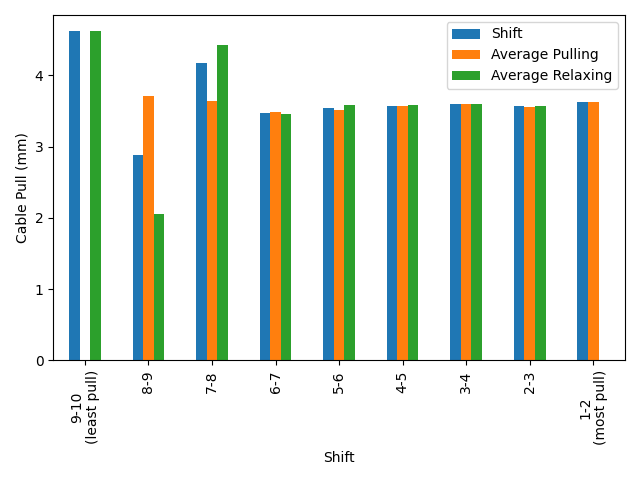 Shift
Average Pulling
Average Relaxing
Cable Pull (mm)
4
3
2
1
0
9-10
(least pull)
8-9
7-8
6-7
5-6
4-5
3-4
2-3
1-2
(most pull)
Shift